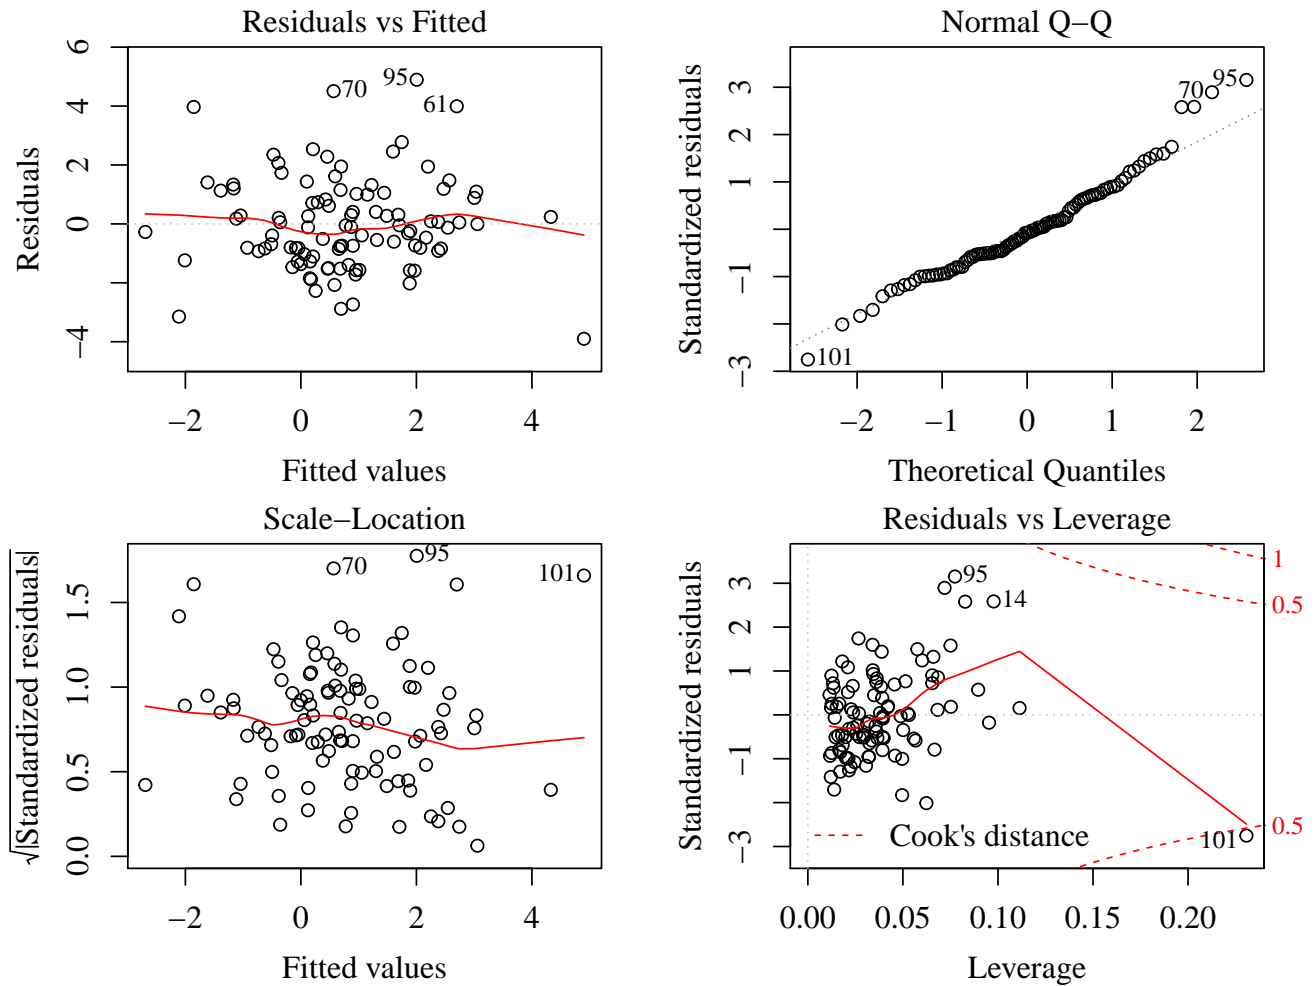 Residuals vs Fitted
Residuals
6
4
2
0
−4
70
95
61
−2 0 2 4
Fitted values
Normal Q−Q
Standardized residuals
3
2
1
−1
−3
70
95
101
−2 −1 0 1 2
Theoretical Quantiles
Scale−Location
√|Standardized residuals|
1.5
1.0
0.5
0.0
70
95
101
−2 0 2 4
Fitted values
Residuals vs Leverage
Standardized residuals
3
2
1
−1
−3
95
14
101
1
0.5
0.5
Cook's distance
0.00 0.05 0.10 0.15 0.20
Leverage